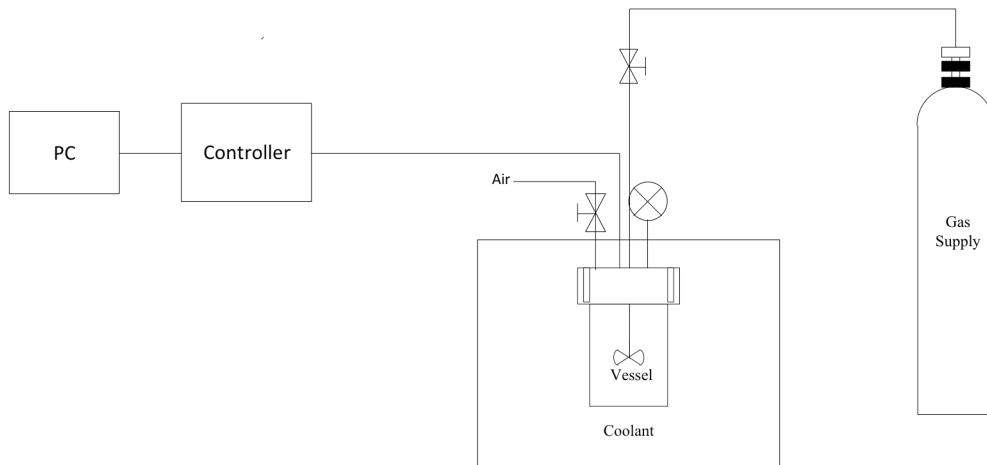 PC
Controller
Air
Gas
Supply
Vessel
Coolant